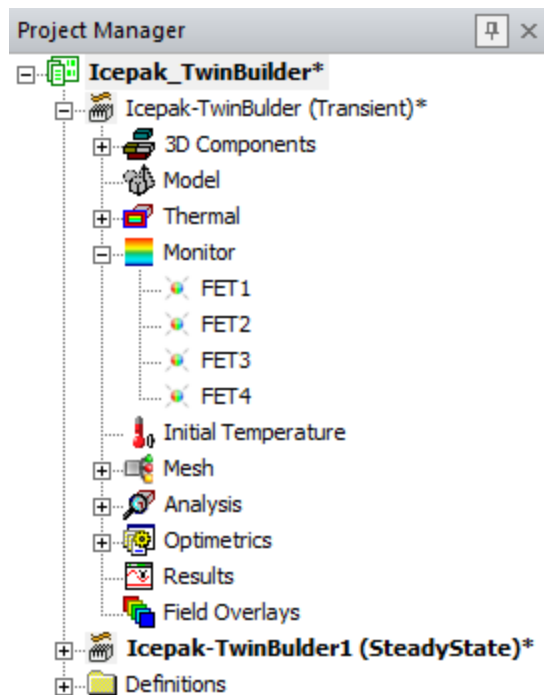 Project Manager
Icepak_TwinBuilder*
Icepak-TwinBulder (Transient)*
3D Components
Model
Thermal
Monitor
FET1
FET2
FET3
FET4
Initial Temperature
Mesh
Analysis
Optimetrics
Results
Field Overlays
Icepak-TwinBulder1 (SteadyState)*
Definitions